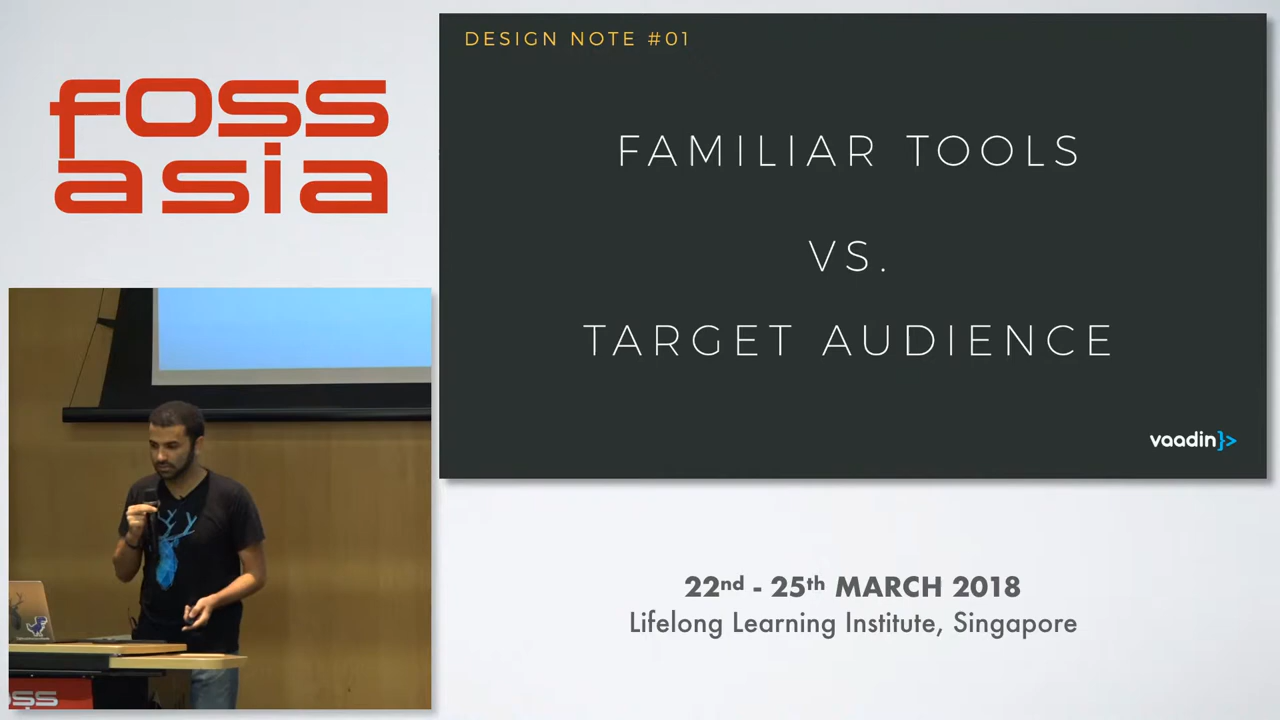 foss
asia
DESIGN NOTE #01
FAMILIAR TOOLS
VS.
TARGET AUDIENCE
vaadin}>
22nd - 25th MARCH 2018
Lifelong Learning Institute, Singapore